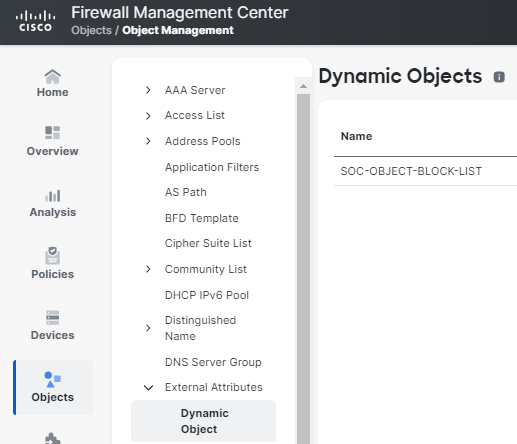 CISCO
Firewall Management Center
Objects / Object Management
Home
Overview
Analysis
Policies
Devices
Objects
AAA Server
Access List
Address Pools
Application Filters
AS Path
BFD Template
Cipher Suite List
Community List
DHCP IPv6 Pool
Distinguished
Name
DNS Server Group
External Attributes
Dynamic
Object
Dynamic Objects
Name
SOC-OBJECT-BLOCK-LIST